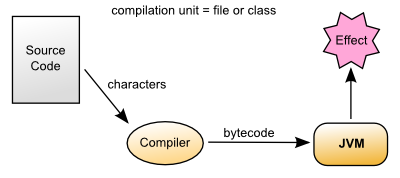 compilation unit = file or class
Source
Code
Effect
characters
Compiler
bytecode
JVM